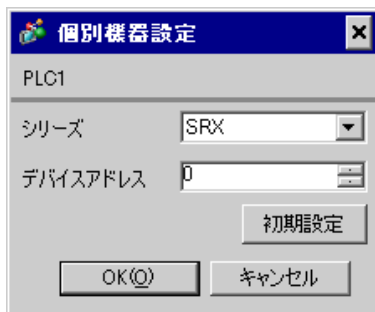 個別機器設定
PLC1
シリーズ SRX
デバイスアドレス 0
初期設定
OK(O) キャンセル